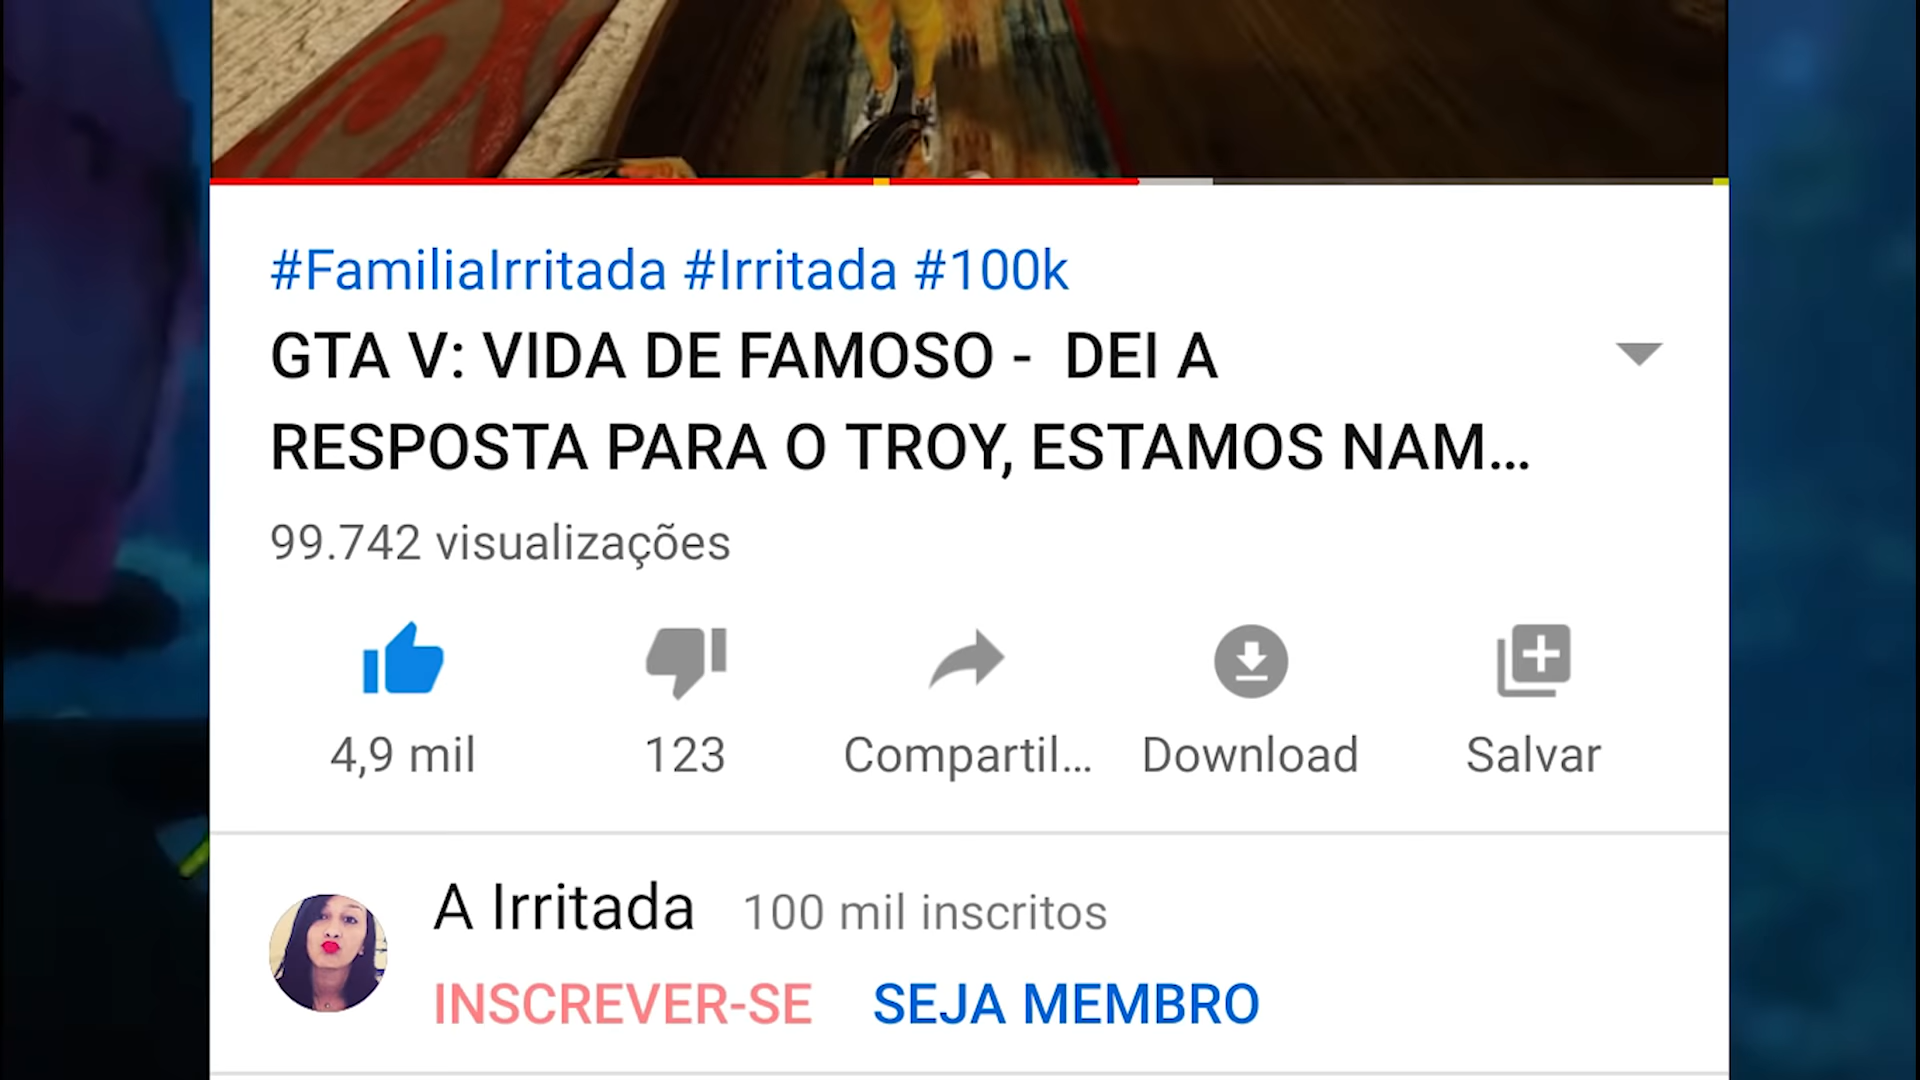 #FamiliaIrritada #Irritada #100k
GTA V: VIDA DE FAMOSO -  DEI A
RESPOSTA PARA O TROY, ESTAMOS NAM...
99.742 visualizações
4,9 mil 123 Compartil... Download Salvar
A Irritada 100 mil inscritos
INSCREVER-SE SEJA MEMBRO